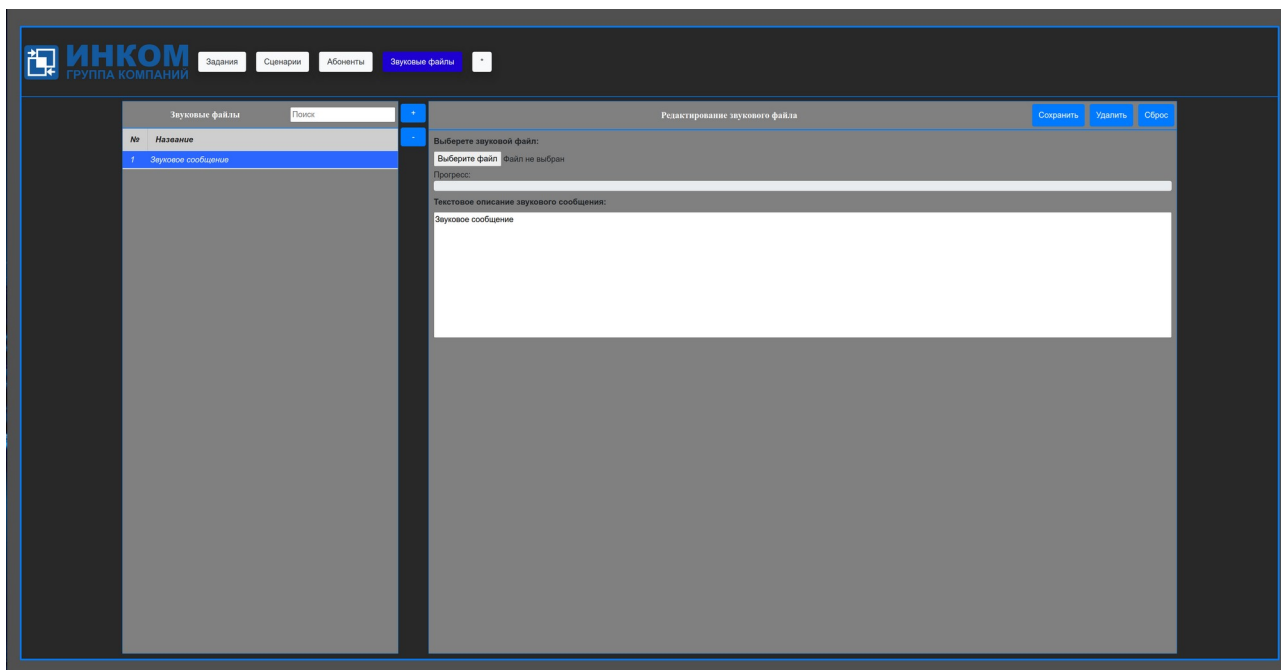 ИНКОМ
ГРУППА КОМПАНИЙ
Задания Сценарии Абоненты Звуковые файлы *
Звуковые файлы Поиск + Редактирование звукового файла Сохранить Удалить Сброс
№ Название -
1 Звуковое сообщение
Выберете звуковой файл:
Выберите файл Файл не выбран
Прогресс:
Текстовое описание звукового сообщения:
Звуковое сообщение